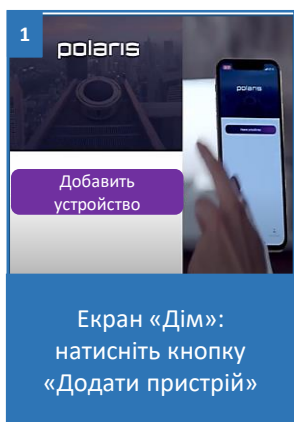 1
polaris
Добавить
устройство
polaris
Екран «Дім»:
натисніть кнопку
«Додати пристрій»